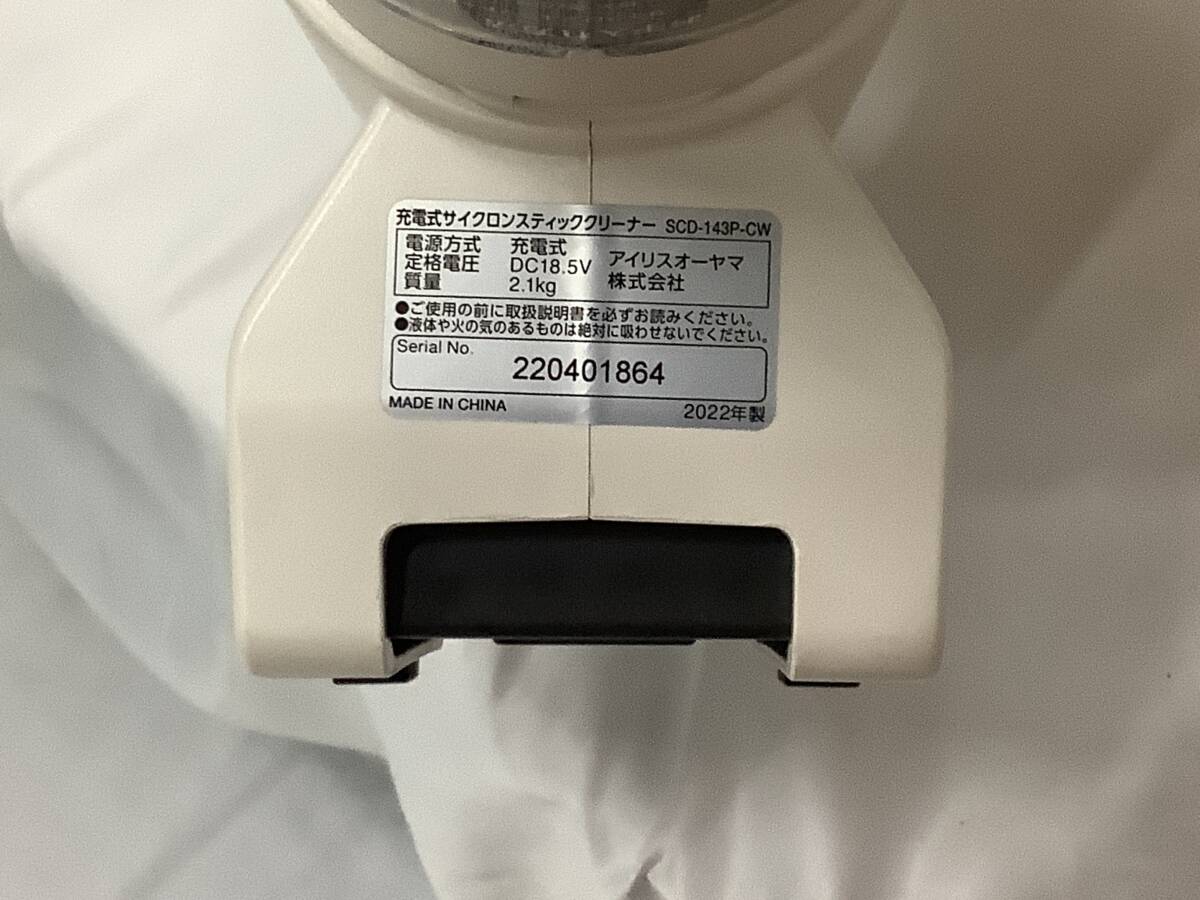 充電式サイクロンスティッククリーナー SCD-143P-CW
電源方式 充電式
定格電圧 DC18.5V アイリスオーヤマ
質量 2.1kg 株式会社
●ご使用の前に取扱説明書を必ずお読みください。
●液体や火の気のあるものは絶対に吸わせないでください。
Serial No.
220401864
MADE IN CHINA 2022年製